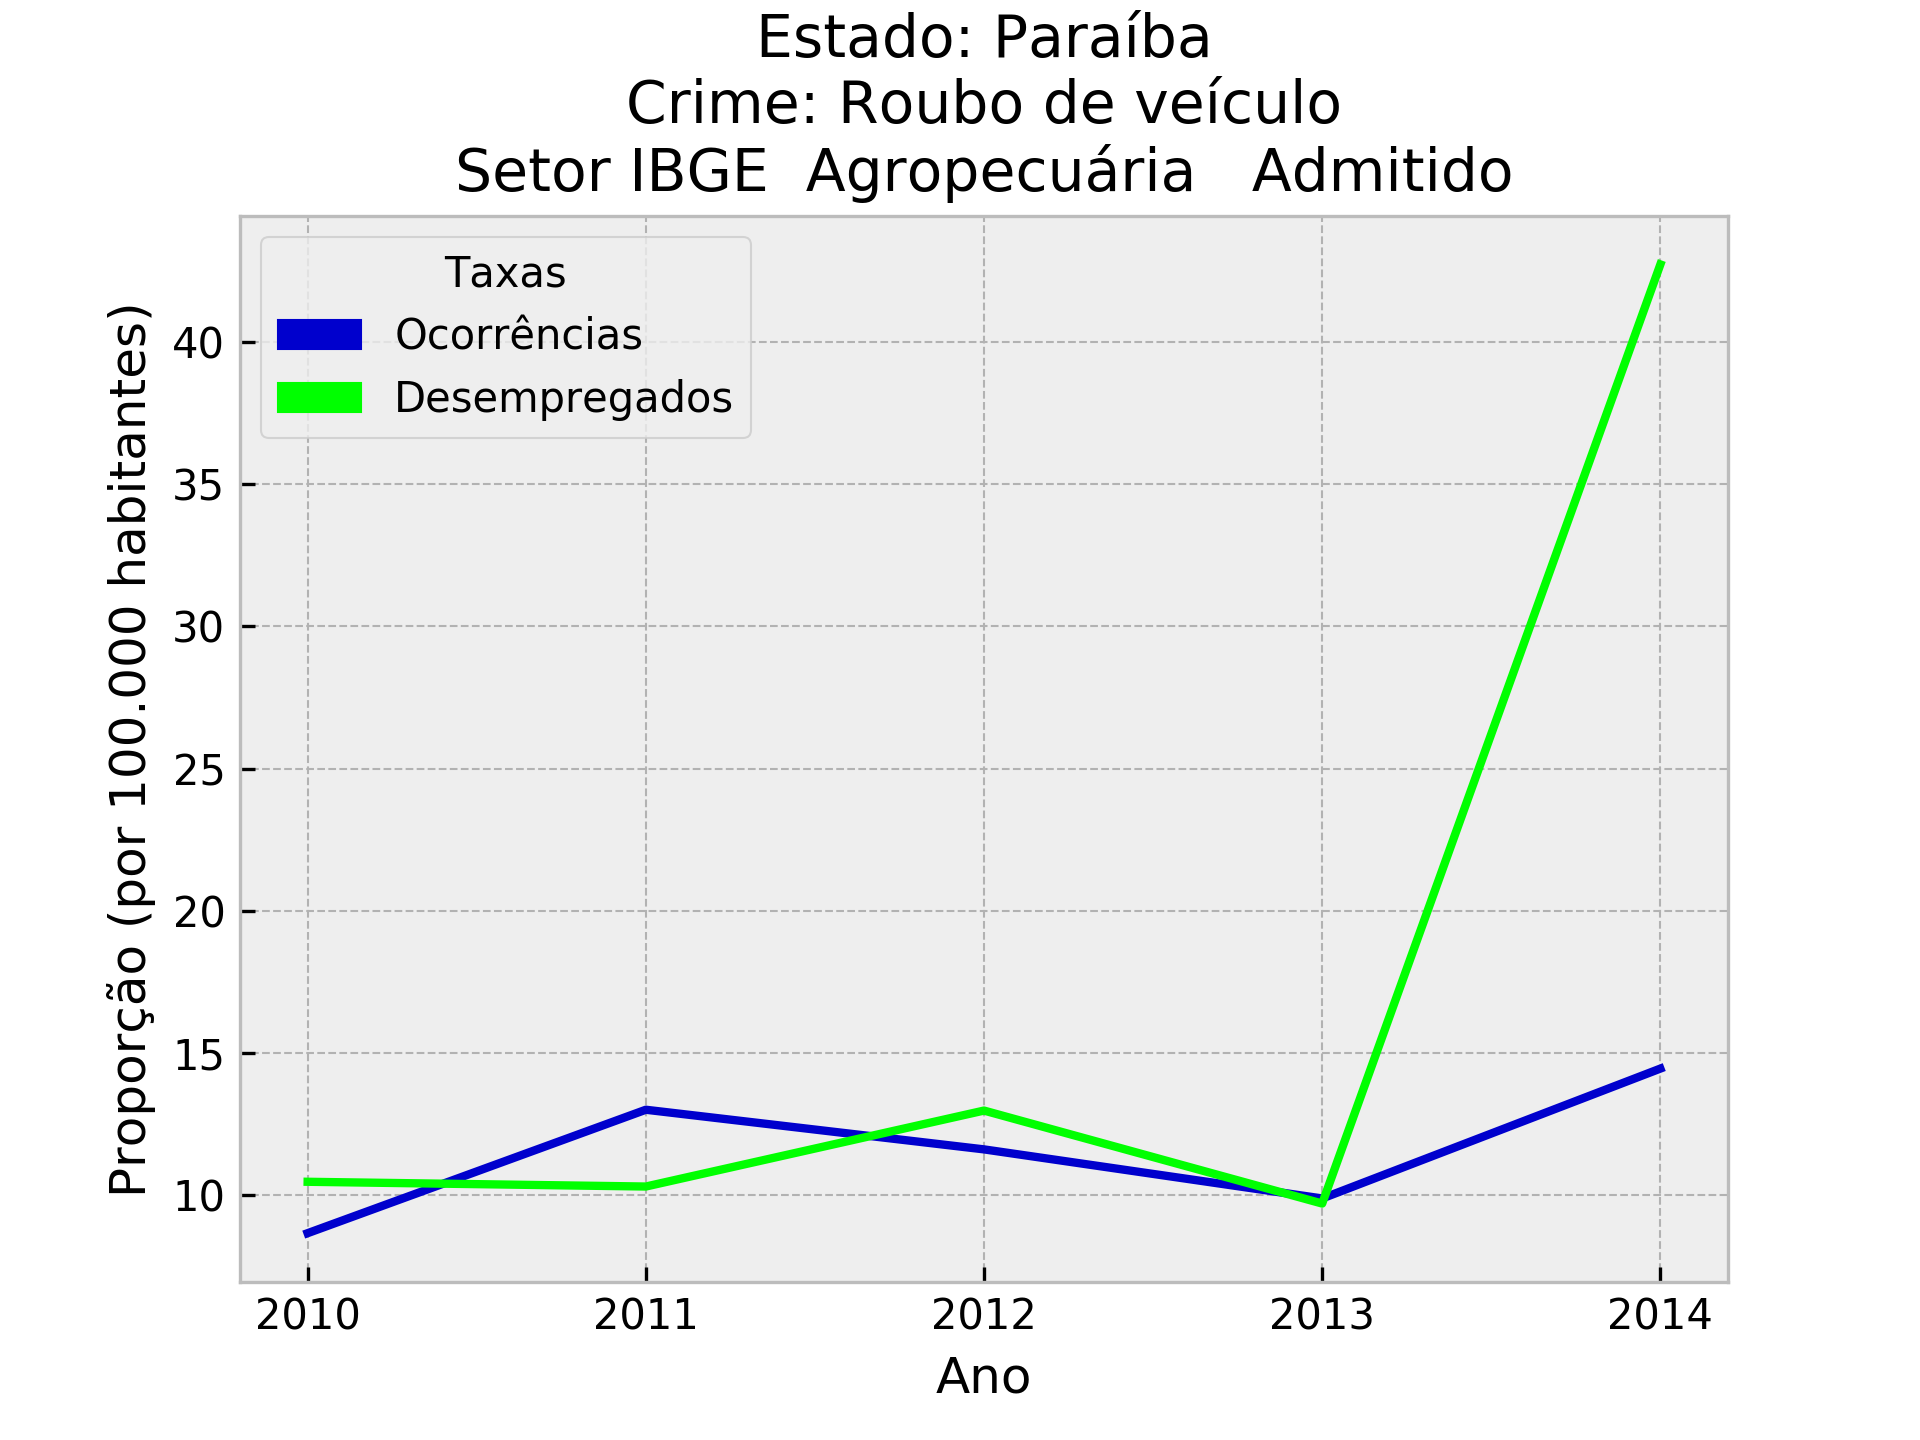 Estado: Paraíba
Crime: Roubo de veículo
Setor IBGE  Agropecuária   Admitido
Proporção (por 100.000 habitantes)
Taxas
Ocorrências
Desempregados
40
35
30
25
20
15
10
2010 2011 2012 2013 2014
Ano